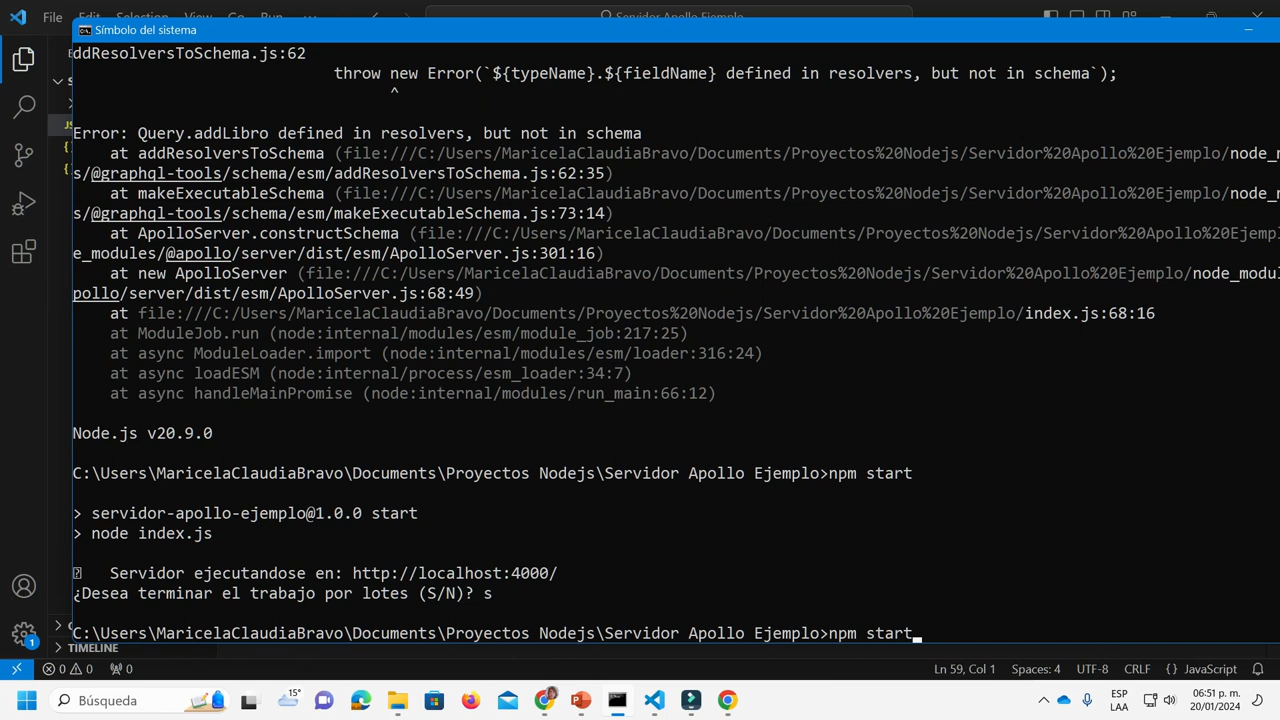 File
Edit
Selection
View
Go
Run
Servidor Apollo Ejemplo
Símbolo del sistema
ddResolversToSchema.js:62
throw new Error(`${typeName}.${fieldName} defined in resolvers, but not in schema`);
^
Error: Query.addLibro defined in resolvers, but not in schema
at addResolversToSchema (file:///C:/Users/MaricelaClaudiaBravo/Documents/Proyectos%20Nodejs/Servidor%20Apollo%20Ejemplo/node_m
s/@graphql-tools/schema/esm/addResolversToSchema.js:62:35)
at makeExecutableSchema (file:///C:/Users/MaricelaClaudiaBravo/Documents/Proyectos%20Nodejs/Servidor%20Apollo%20Ejemplo/node_m
s/@graphql-tools/schema/esm/makeExecutableSchema.js:73:14)
at ApolloServer.constructSchema (file:///C:/Users/MaricelaClaudiaBravo/Documents/Proyectos%20Nodejs/Servidor%20Apollo%20Ejempl
e_modules/@apollo/server/dist/esm/ApolloServer.js:301:16)
at new ApolloServer (file:///C:/Users/MaricelaClaudiaBravo/Documents/Proyectos%20Nodejs/Servidor%20Apollo%20Ejemplo/node_modul
pollo/server/dist/esm/ApolloServer.js:68:49)
at file:///C:/Users/MaricelaClaudiaBravo/Documents/Proyectos%20Nodejs/Servidor%20Apollo%20Ejemplo/index.js:68:16
at ModuleJob.run (node:internal/modules/esm/module_job:217:25)
at async ModuleLoader.import (node:internal/modules/esm/loader:316:24)
at async loadESM (node:internal/process/esm_loader:34:7)
at async handleMainPromise (node:internal/modules/run_main:66:12)
Node.js v20.9.0
C:\Users\MaricelaClaudiaBravo\Documents\Proyectos Nodejs\Servidor Apollo Ejemplo>npm start
> servidor-apollo-ejemplo@1.0.0 start
> node index.js
Servidor ejecutandose en: http://localhost:4000/
¿Desea terminar el trabajo por lotes (S/N)? s
C:\Users\MaricelaClaudiaBravo\Documents\Proyectos Nodejs\Servidor Apollo Ejemplo>npm start
TIMELINE
0 0 0
Ln 59, Col 1
Spaces: 4
UTF-8
CRLF
{} JavaScript
Búsqueda
15°
ESP
LAA
06:51 p. m.
20/01/2024
1